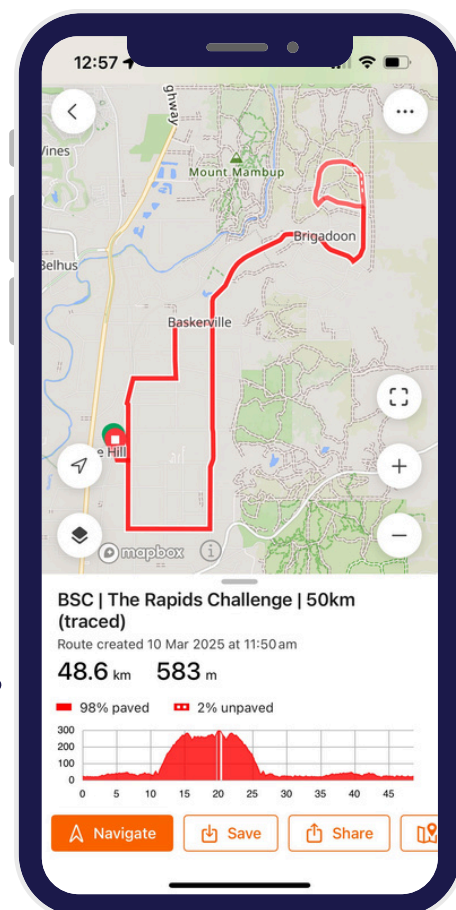 12:57
ghway
Vines
Mount Mambup
Brigadoon
Belhus
Baskerville
e Hill
mapbox
BSC | The Rapids Challenge | 50km
(traced)
Route created 10 Mar 2025 at 11:50 am
48.6 km 583 m
98% paved 2% unpaved
300
200
100
0
0 5 10 15 20 25 30 35 40 45
Navigate Save Share